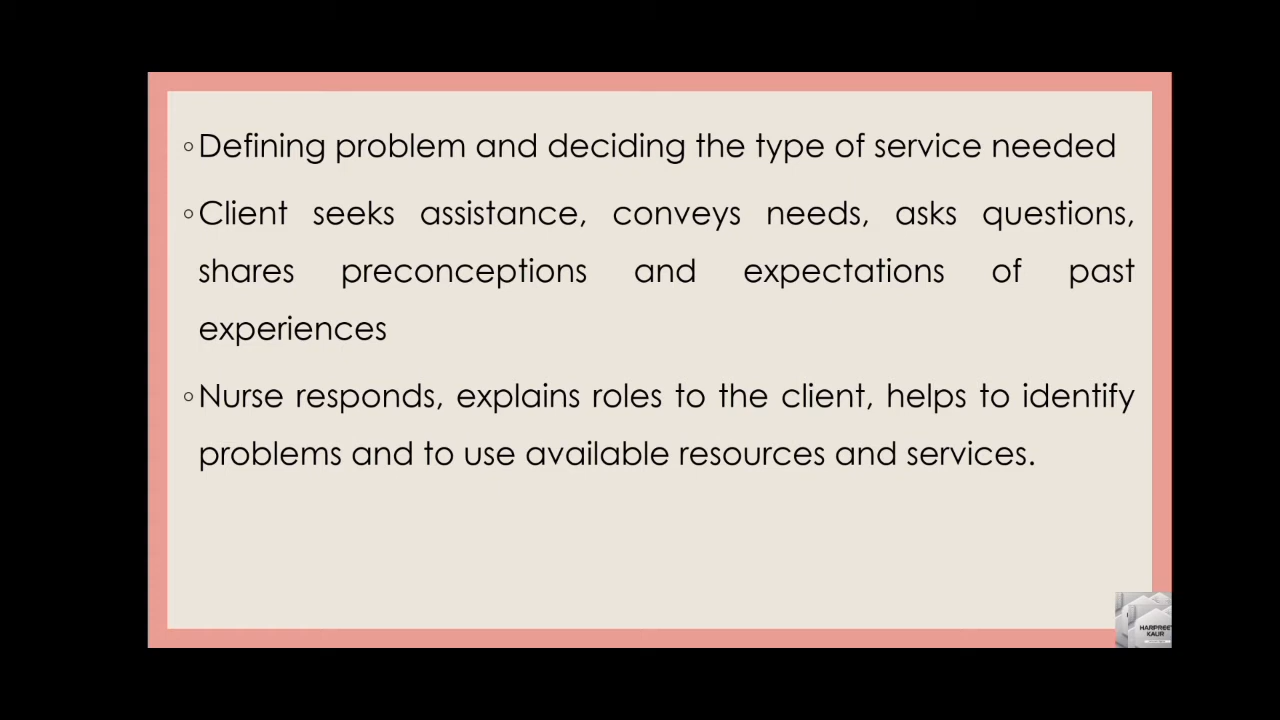 ◦Defining problem and deciding the type of service needed
◦Client seeks assistance, conveys needs, asks questions,
shares preconceptions and expectations of past
experiences
◦Nurse responds, explains roles to the client, helps to identify
problems and to use available resources and services.
HARPREET
KAUR